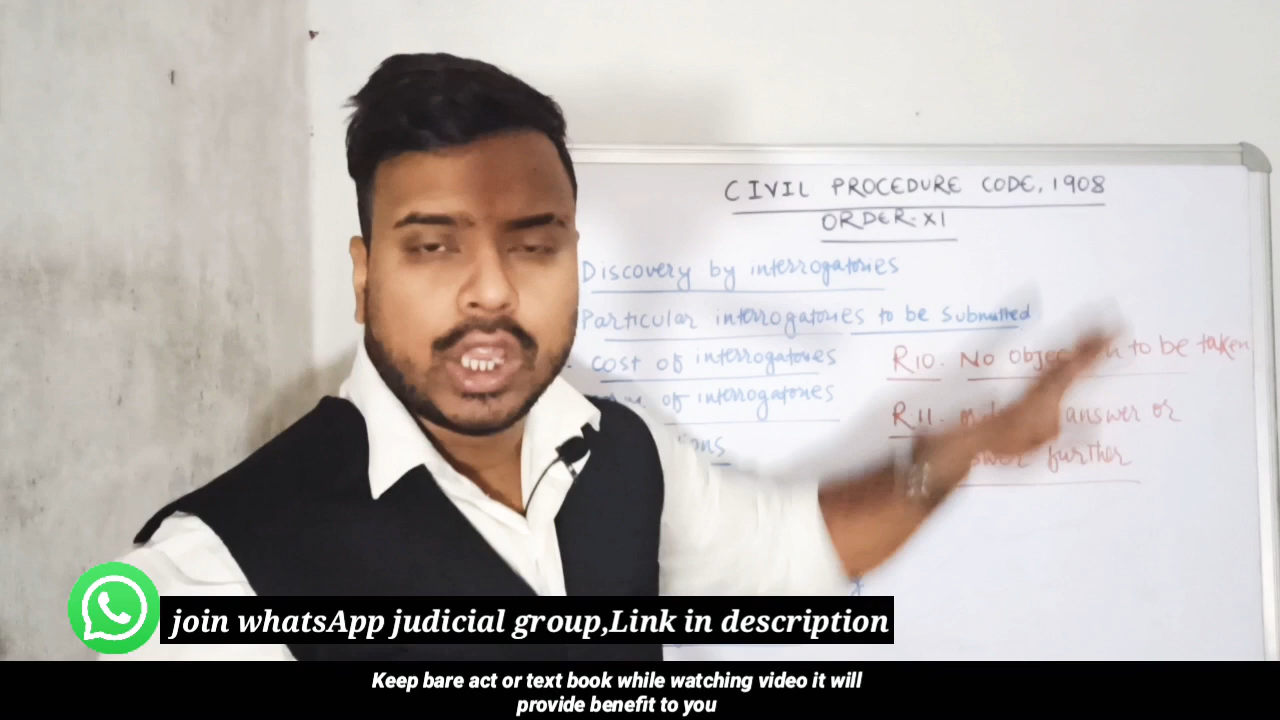 CIVIL PROCEDURE CODE, 1908
ORDER-XI
Discovery by interrogatories
Particular interrogatories to be submitted
cost of interrogatories
of interrogatories
R10. No to be taken
R.11. answer or
further
join whatsApp judicial group,Link in description
Keep bare act or text book while watching video it will
provide benefit to you